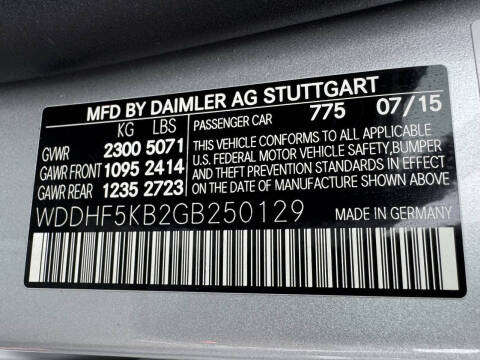 MFD BY DAIMLER AG STUTTGART
KG LBS
GVWR 2300 5071
GAWR FRONT 1095 2414
GAWR REAR 1235 2723
PASSENGER CAR 775 07/15
THIS VEHICLE CONFORMS TO ALL APPLICABLE
U.S. FEDERAL MOTOR VEHICLE SAFETY,BUMPER
AND THEFT PREVENTION STANDARDS IN EFFECT
ON THE DATE OF MANUFACTURE SHOWN ABOVE.
WDDHF5KB2GB250129
MADE IN GERMANY